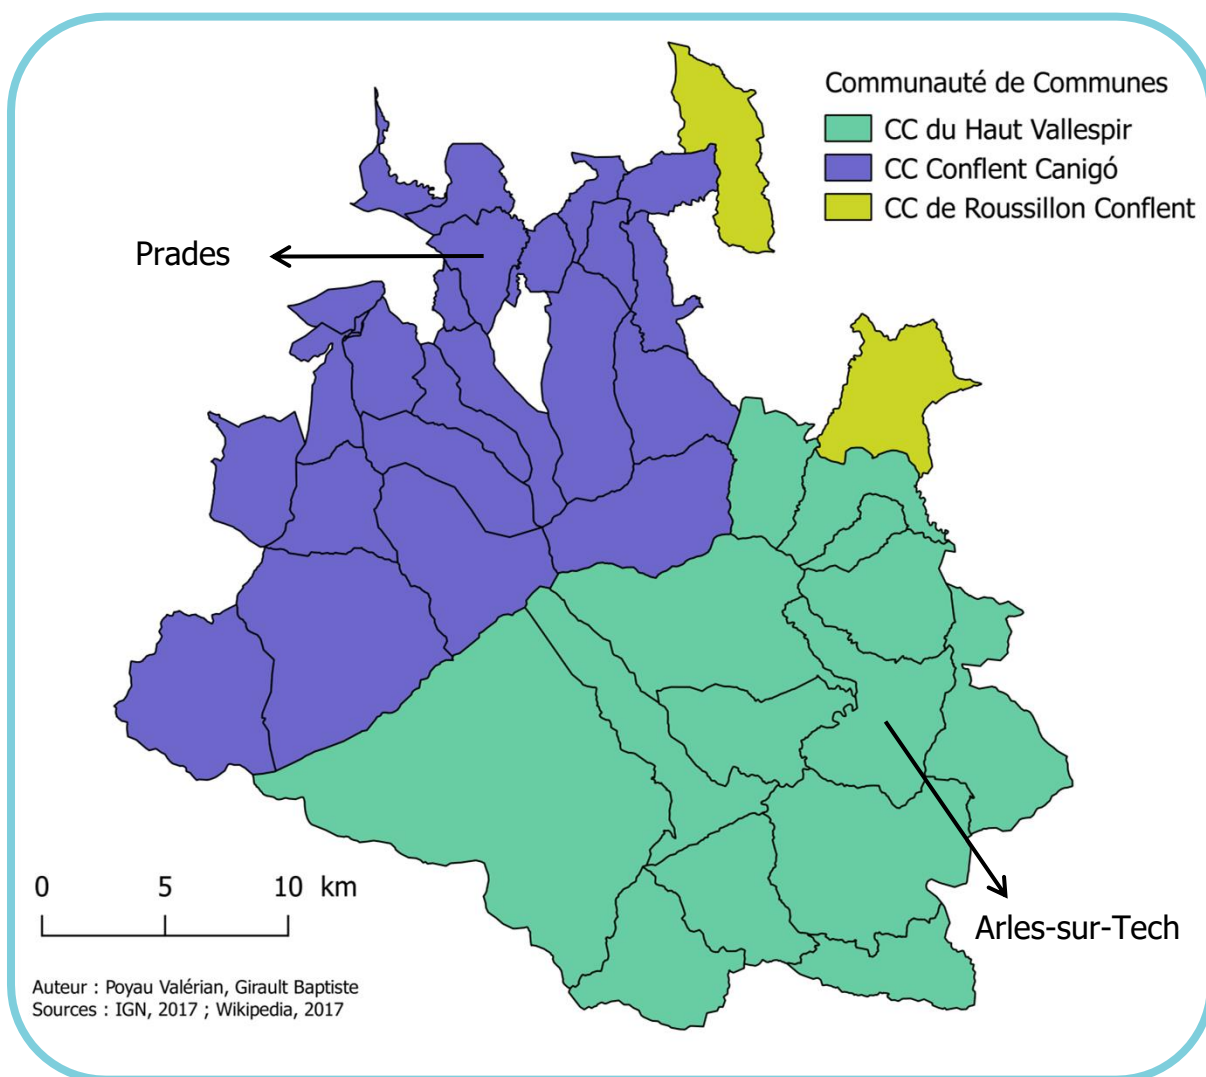 Communauté de Communes
CC du Haut Vallespir
CC Conflent Canigó
CC de Roussillon Conflent
Prades
Arles-sur-Tech
0 5 10 km
Auteur : Poyau Valérian, Girault Baptiste
Sources : IGN, 2017 ; Wikipedia, 2017